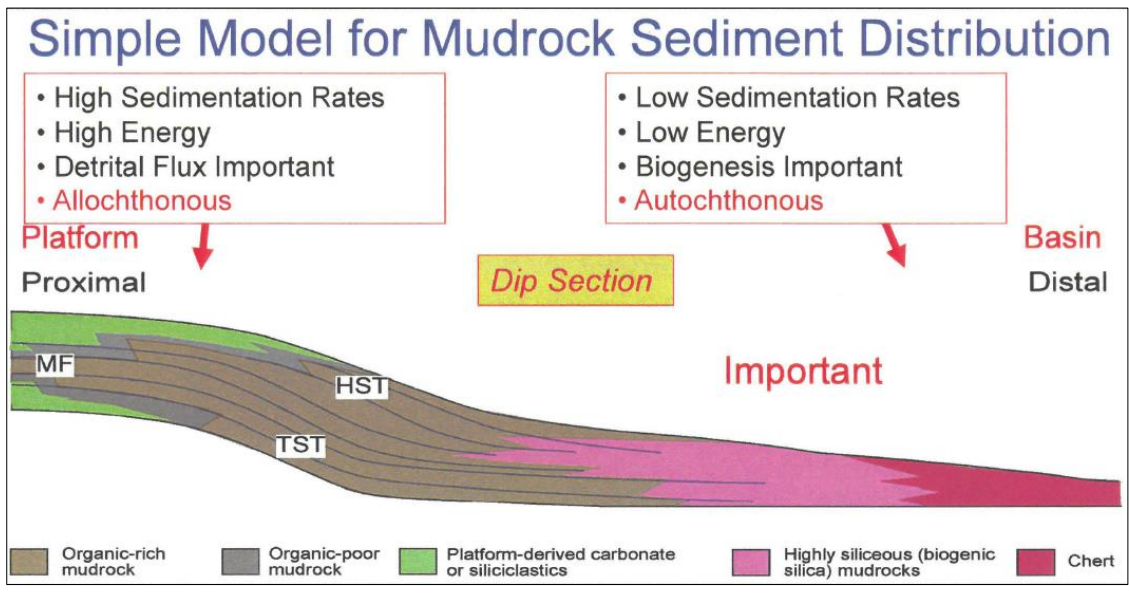 Simple Model for Mudrock Sediment Distribution
• High Sedimentation Rates
• High Energy
• Detrital Flux Important
• Allochthonous
• Low Sedimentation Rates
• Low Energy
• Biogenesis Important
• Autochthonous
Platform
Basin
Proximal
Dip Section
Distal
MF
HST
Important
TST
Organic-rich
mudrock
Organic-poor
mudrock
Platform-derived carbonate
or siliciclastics
Highly siliceous (biogenic
silica) mudrocks
Chert